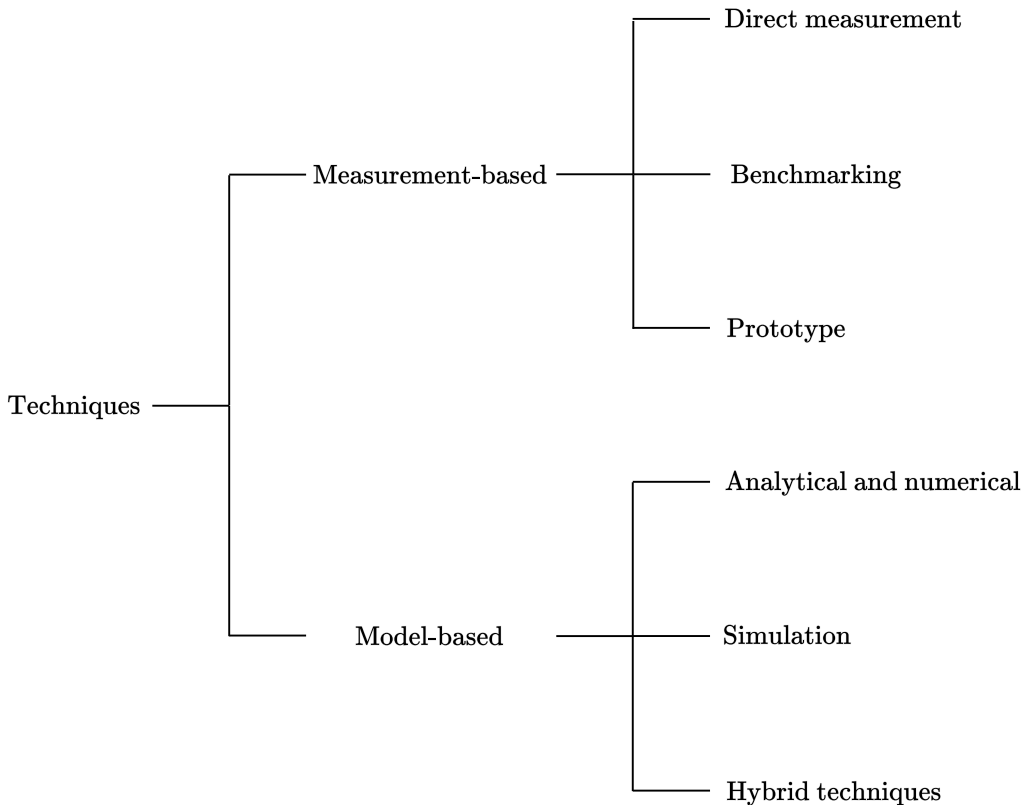 Direct measurement
Measurement-based
Benchmarking
Prototype
Techniques
Analytical and numerical
Model-based
Simulation
Hybrid techniques